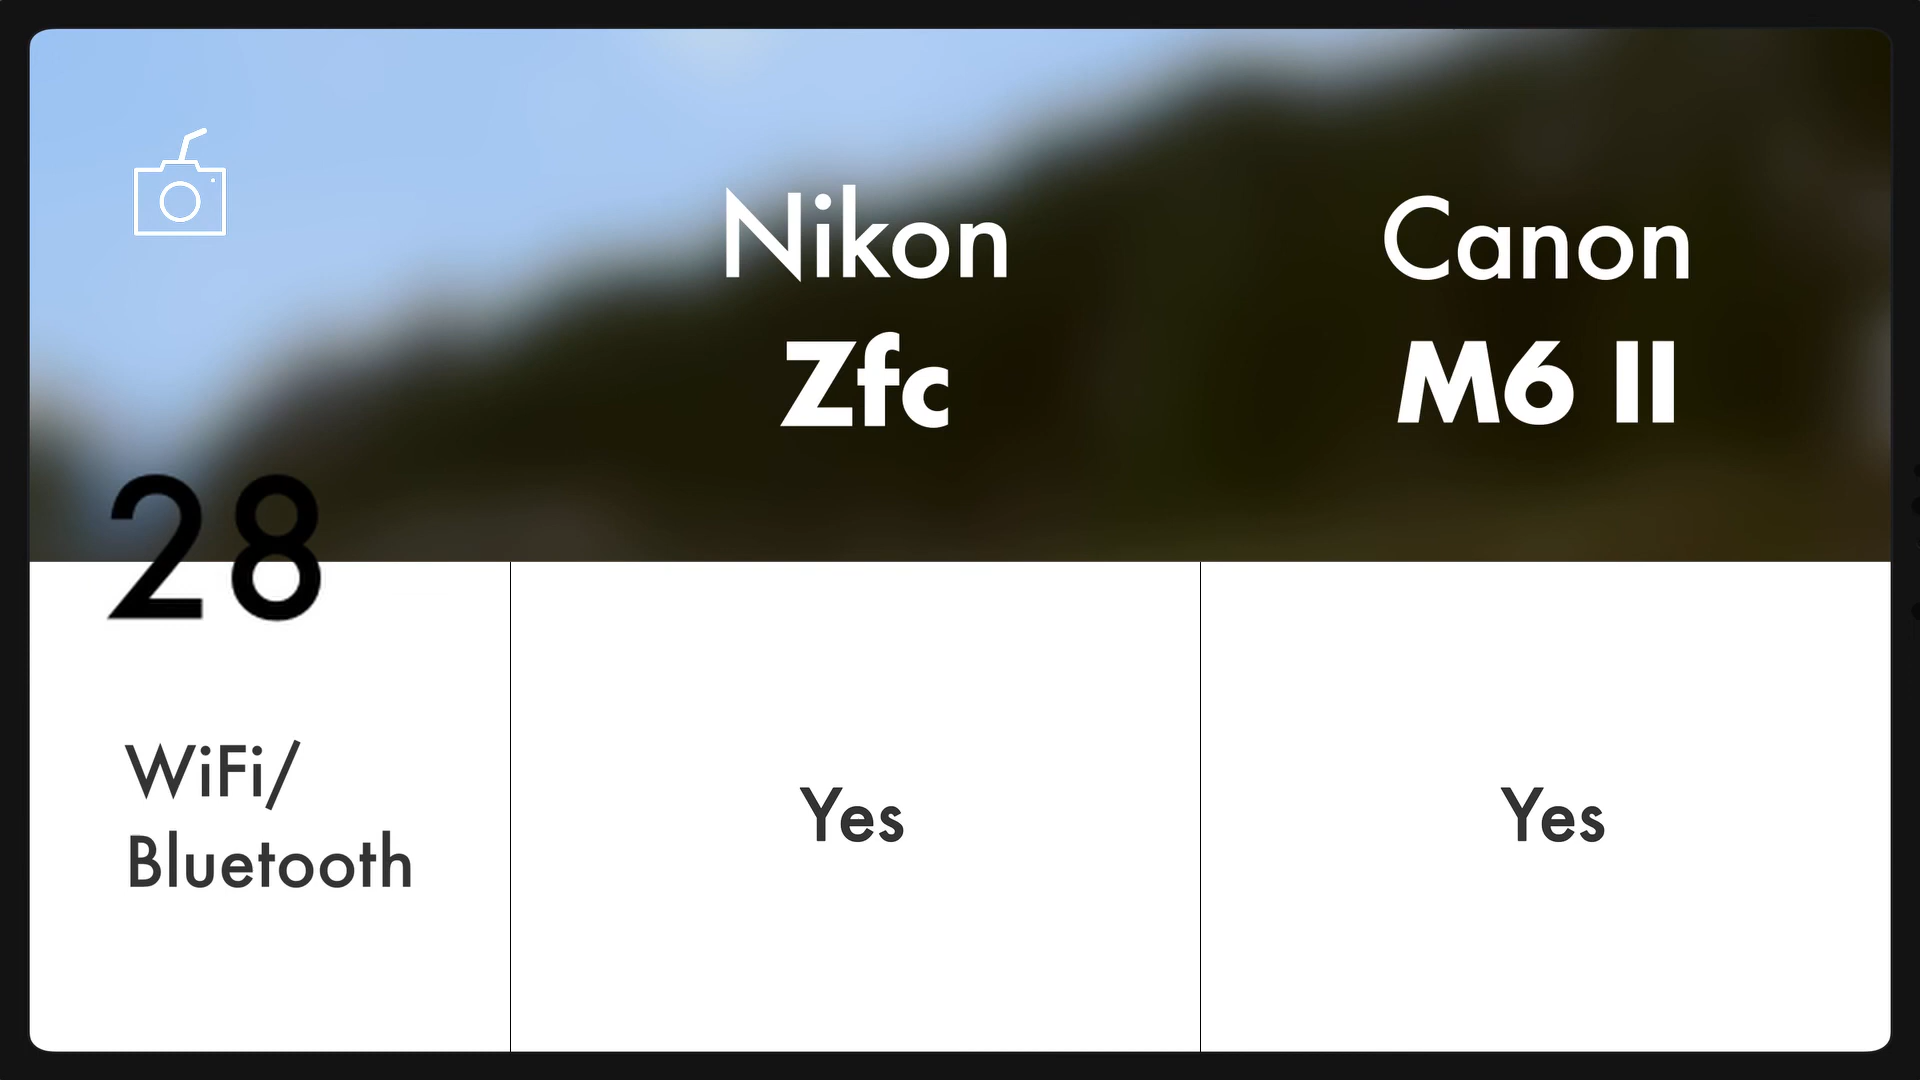 Nikon
Zfc
Canon
M6 II
28
WiFi/
Bluetooth
Yes
Yes